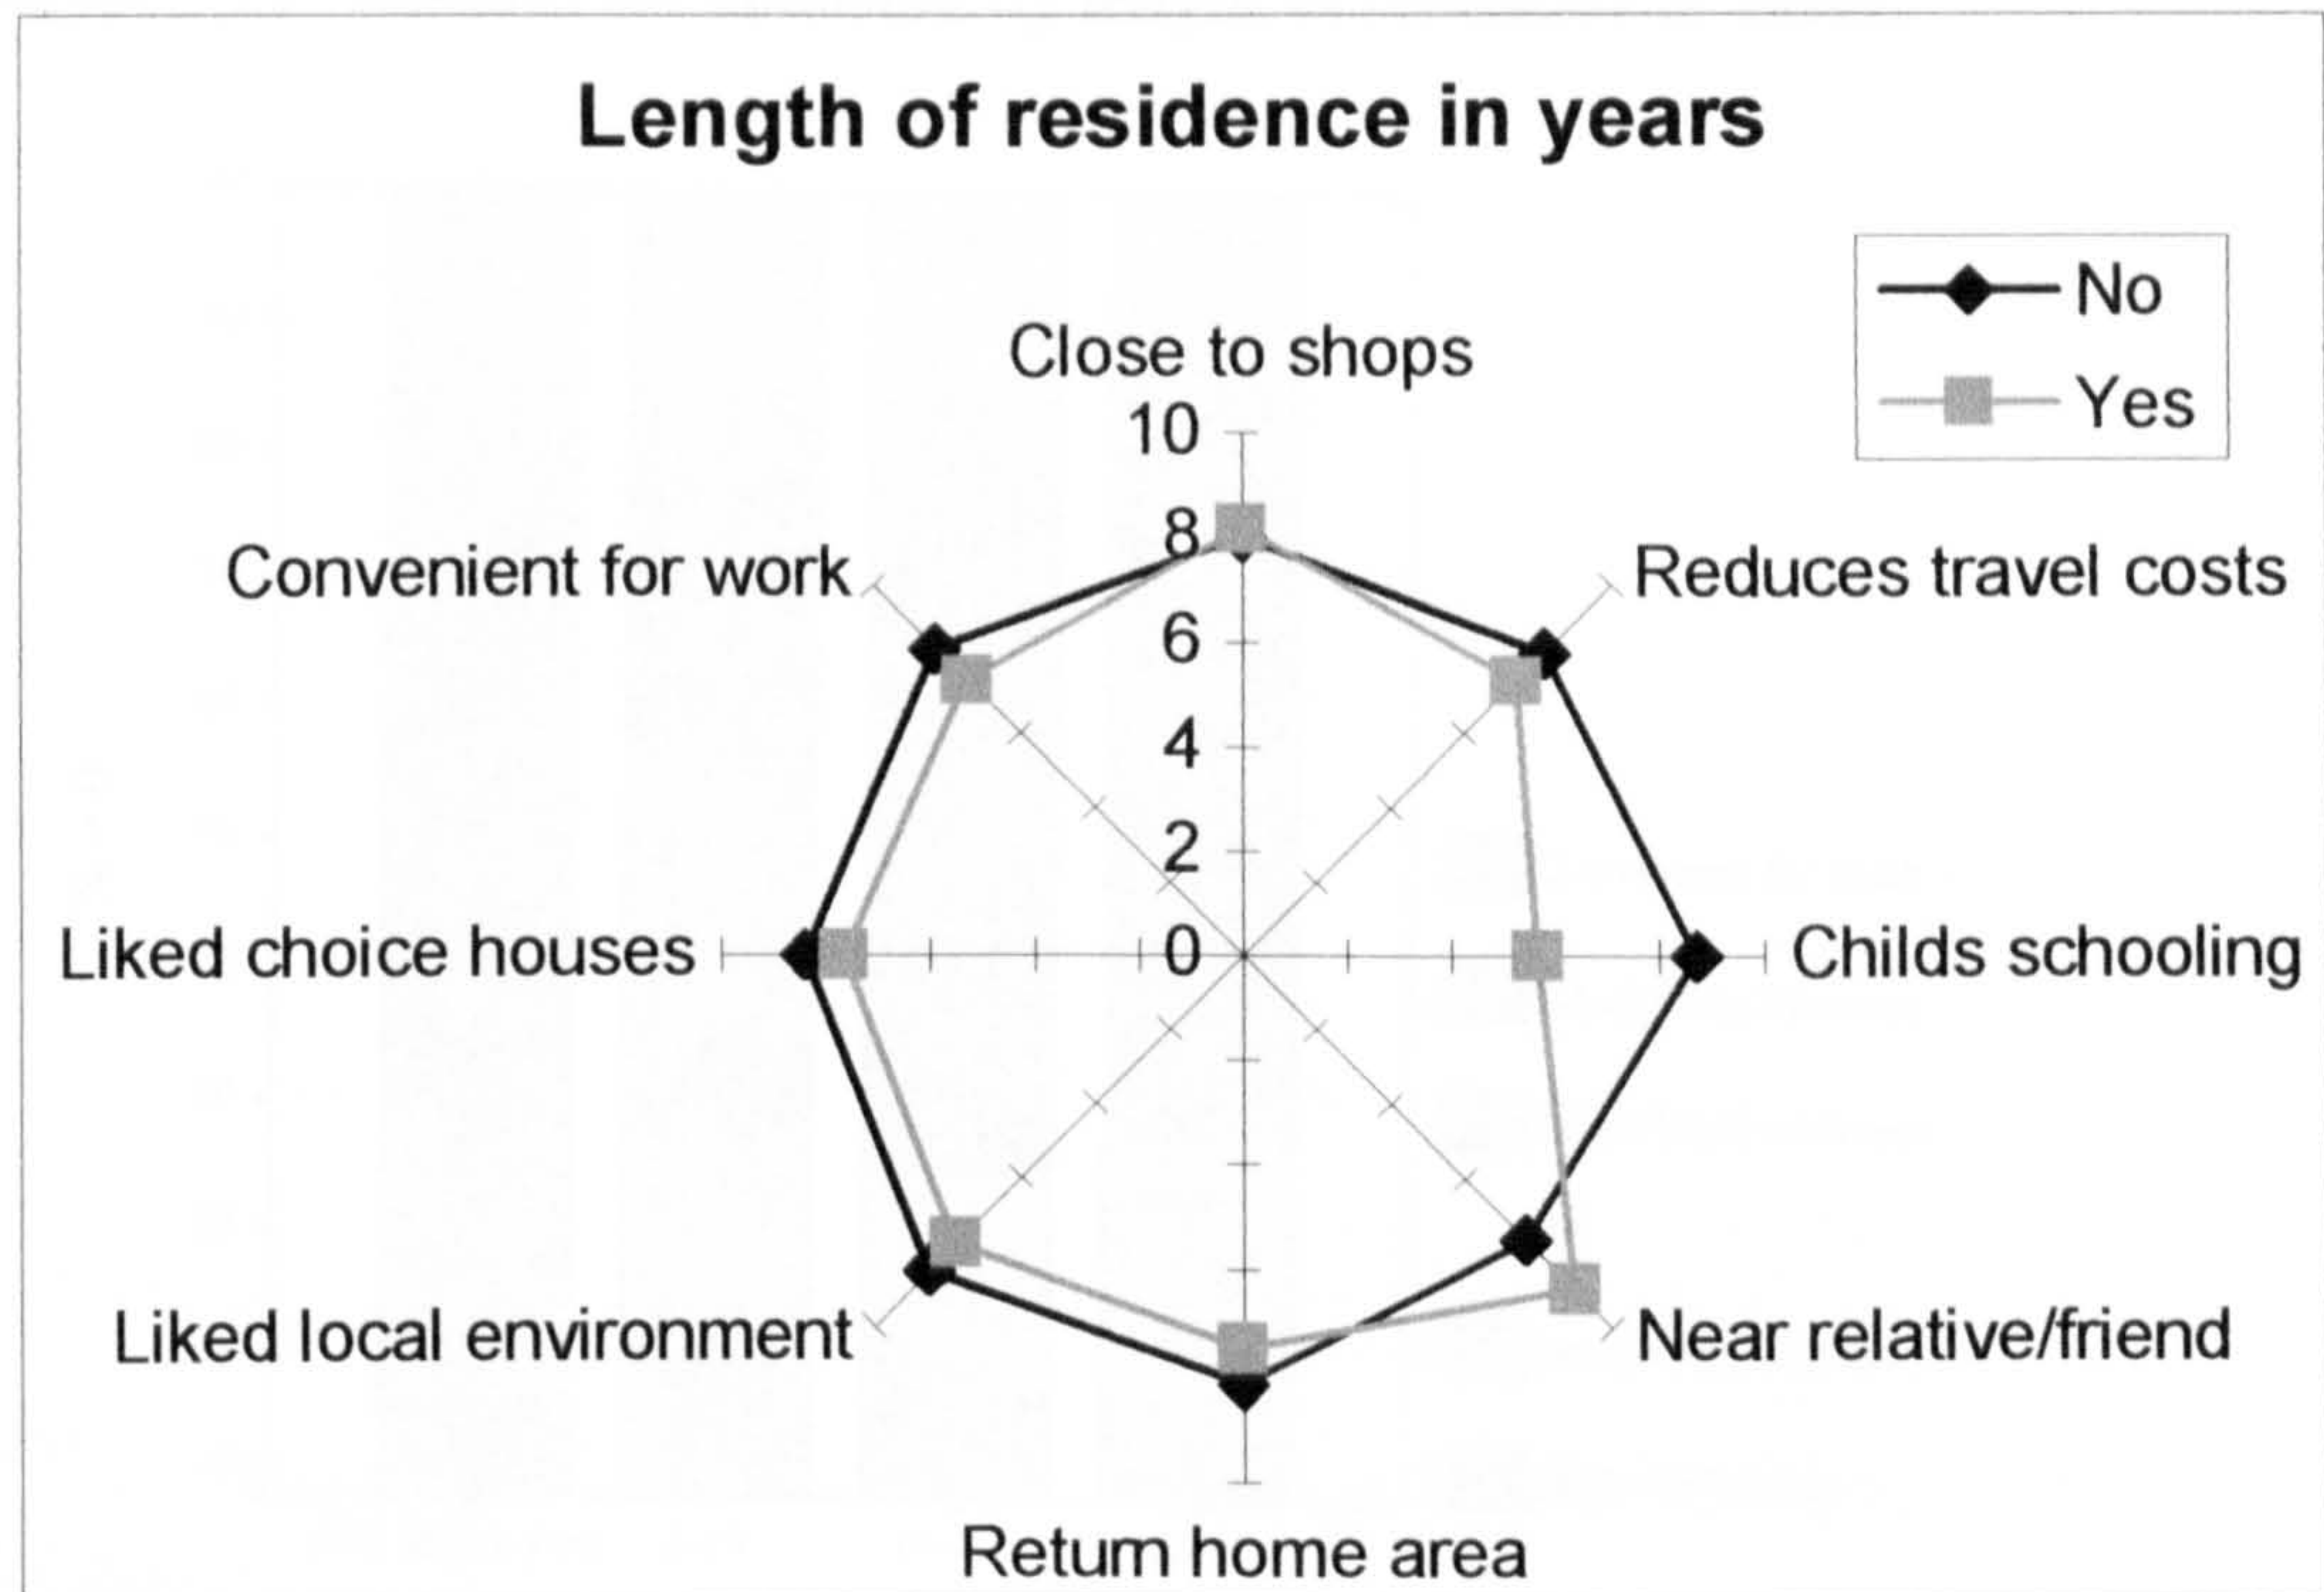 Length of residence in years
No
Yes
Close to shops
10
8
6
4
2
0
Convenient for work
Reduces travel costs
Liked choice houses
Childs schooling
Liked local environment
Near relative/friend
Return home area